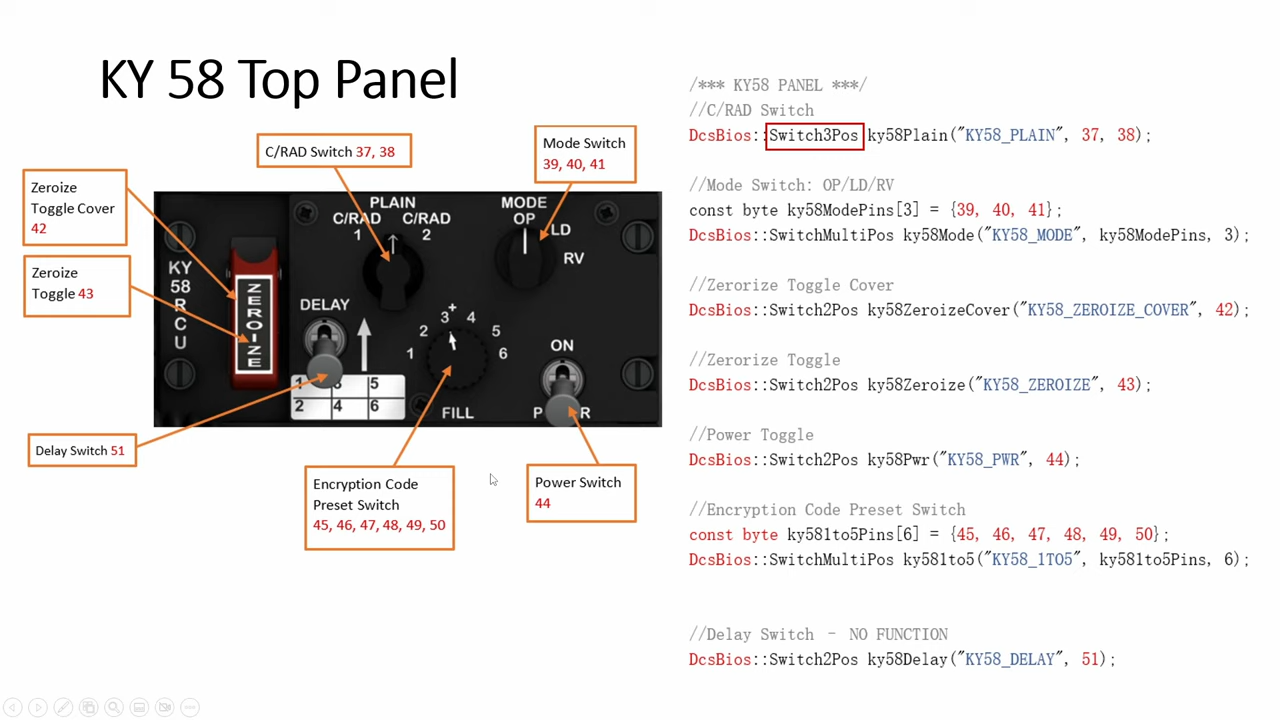 KY 58 Top Panel
C/RAD Switch 37, 38
Mode Switch
39, 40, 41
Zeroize
Toggle Cover
42
Zeroize
Toggle 43
Delay Switch 51
Encryption Code
Preset Switch
45, 46, 47, 48, 49, 50
Power Switch
44
KY
58
R
C
U
ZEROIZE
PLAIN
C/RAD
1
C/RAD
2
MODE
OP
LD
RV
DELAY
1 3 5
2 4 6
1
2
3
+
4
5
6
FILL
ON
P R
/*** KY58 PANEL ***/
//C/RAD Switch
DcsBios::Switch3Pos ky58Plain("KY58_PLAIN", 37, 38);
//Mode Switch: OP/LD/RV
const byte ky58ModePins[3] = {39, 40, 41};
DcsBios::SwitchMultiPos ky58Mode("KY58_MODE", ky58ModePins, 3);
//Zerorize Toggle Cover
DcsBios::Switch2Pos ky58ZeroizeCover("KY58_ZEROIZE_COVER", 42);
//Zerorize Toggle
DcsBios::Switch2Pos ky58Zeroize("KY58_ZEROIZE", 43);
//Power Toggle
DcsBios::Switch2Pos ky58Pwr("KY58_PWR", 44);
//Encryption Code Preset Switch
const byte ky581to5Pins[6] = {45, 46, 47, 48, 49, 50};
DcsBios::SwitchMultiPos ky581to5("KY58_1TO5", ky581to5Pins, 6);
//Delay Switch – NO FUNCTION
DcsBios::Switch2Pos ky58Delay("KY58_DELAY", 51);